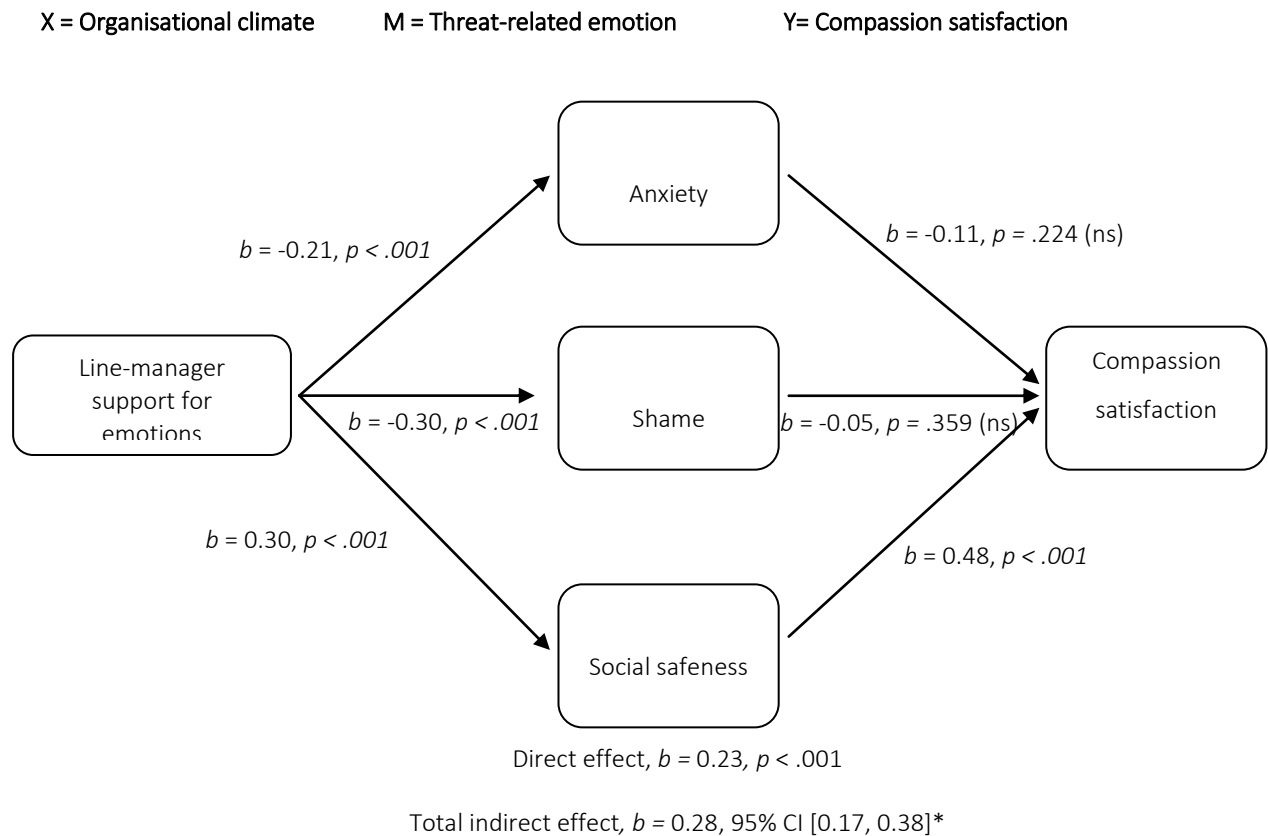 X = Organisational climate M = Threat-related emotion Y= Compassion satisfaction
Anxiety
b = -0.21, p < .001
b = -0.11, p = .224 (ns)
Line-manager
support for
emotions
b = -0.30, p < .001
Shame
b = -0.05, p = .359 (ns)
Compassion
satisfaction
b = 0.30, p < .001
b = 0.48, p < .001
Social safeness
Direct effect, b = 0.23, p < .001
Total indirect effect, b = 0.28, 95% CI [0.17, 0.38]*